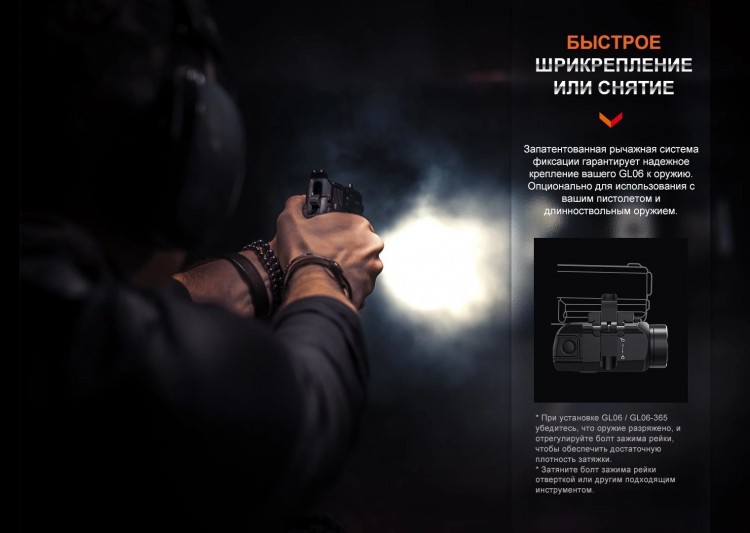 БЫСТРОЕ
ШРИКРЕПЛЕНИЕ
ИЛИ СНЯТИЕ
Запатентованная рычажная система
фиксации гарантирует надежное
крепление вашего GL06 к оружию.
Опционально для использования с
вашим пистолетом и
длинноствольным оружием.
* При установке GL06 / GL06-365
убедитесь, что оружие разряжено, и
отрегулируйте болт зажима рейки,
чтобы обеспечить достаточную
плотность затяжки.
* Затяните болт зажима рейки
отверткой или другим подходящим
инструментом.